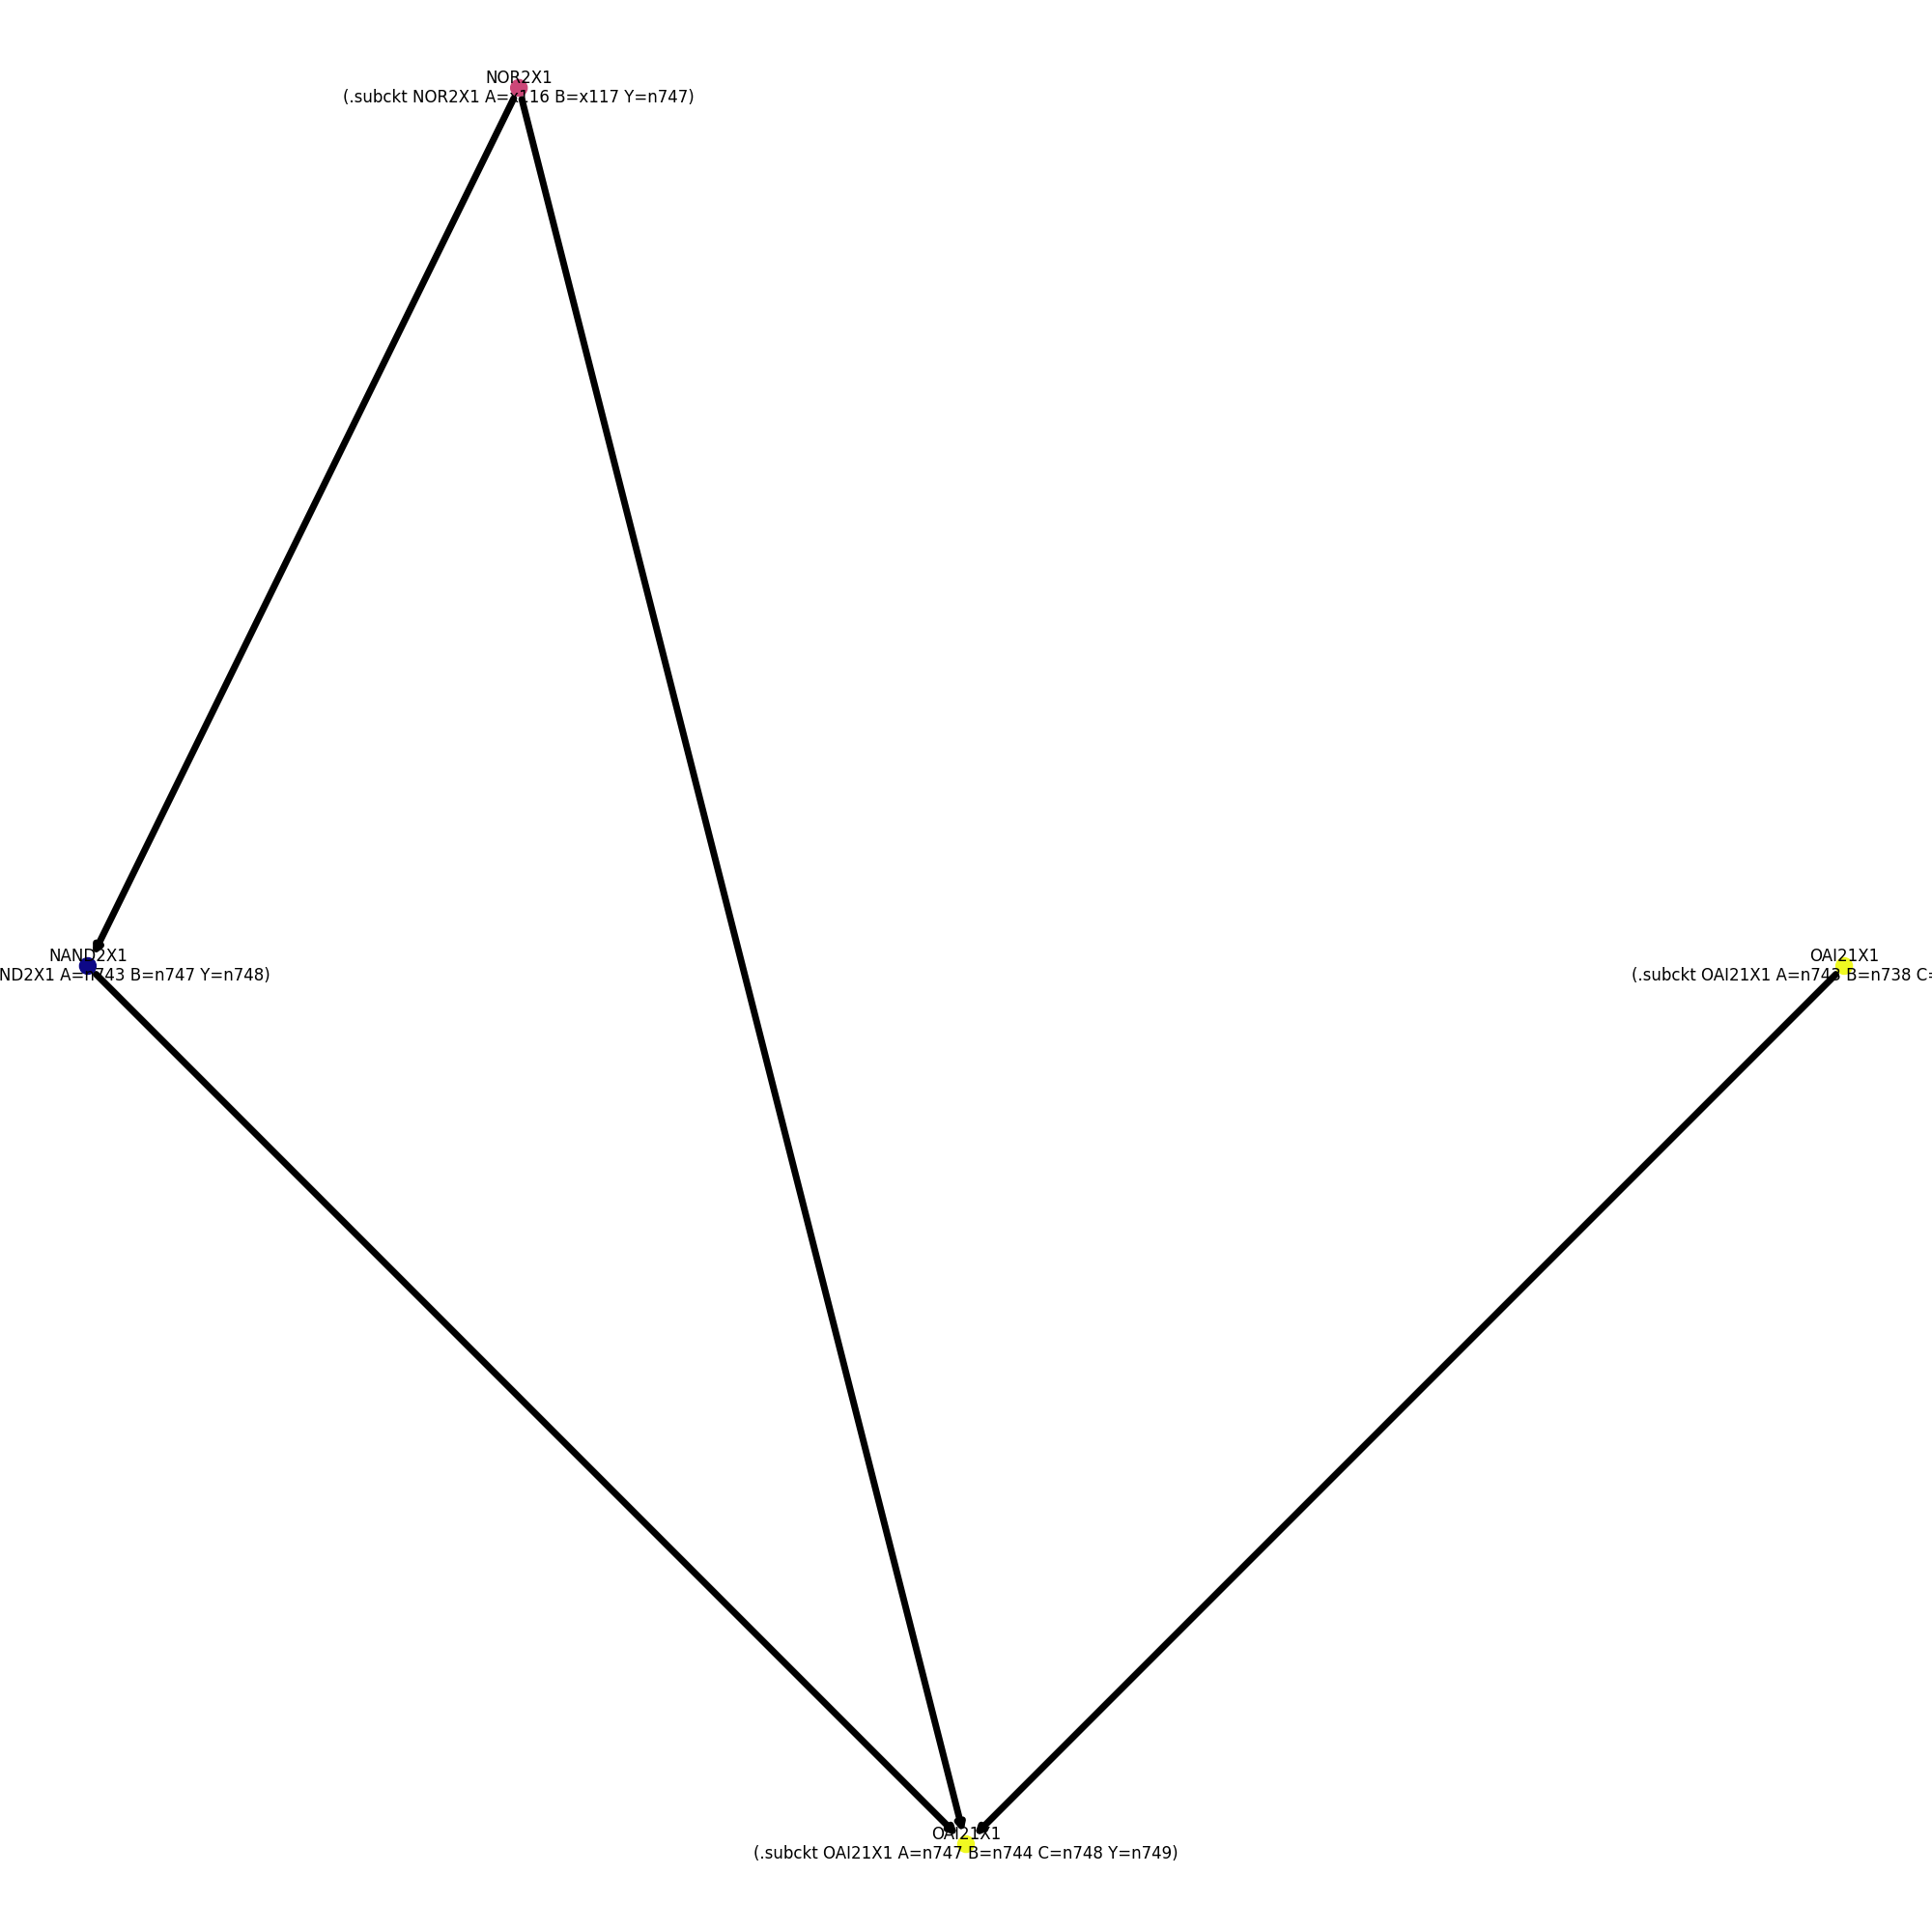 NOR2X1
(.subckt NOR2X1 A=x116 B=x117 Y=n747)
NAND2X1
ND2X1 A=n743 B=n747 Y=n748)
OAI21X1
(.subckt OAI21X1 A=n743 B=n738 C=
OAI21X1
(.subckt OAI21X1 A=n747 B=n744 C=n748 Y=n749)